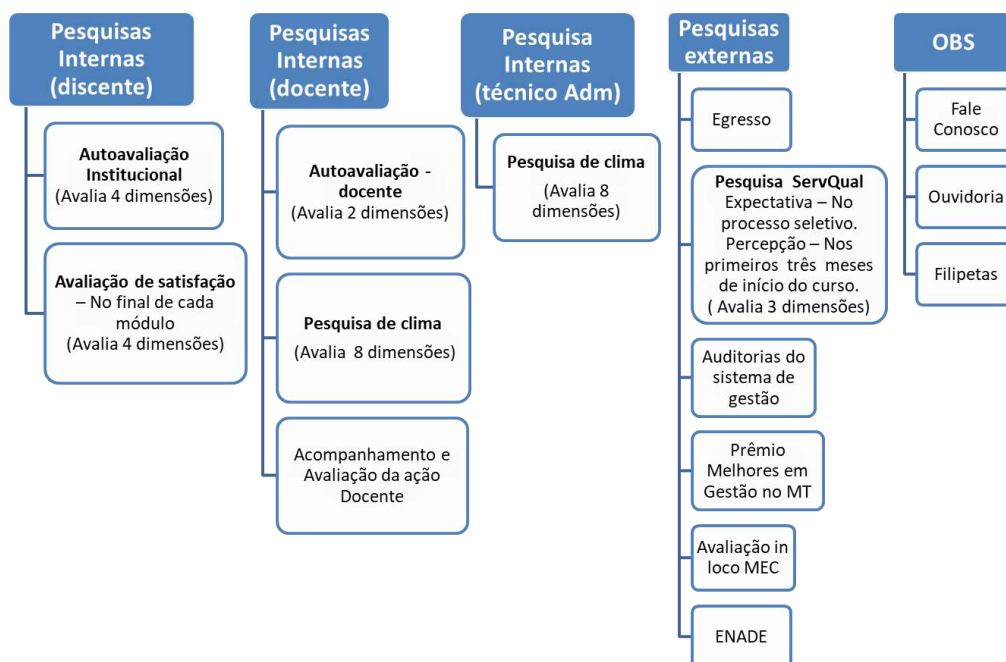 Pesquisas
Internas
(discente)
Autoavaliação
Institucional
(Avalia 4 dimensões)
Avaliação de satisfação
– No final de cada
módulo
(Avalia 4 dimensões)
Pesquisas
Internas
(docente)
Autoavaliação -
docente
(Avalia 2 dimensões)
Pesquisa de clima
(Avalia 8 dimensões)
Acompanhamento e
Avaliação da ação
Docente
Pesquisa
Internas
(técnico Adm)
Pesquisa de clima
(Avalia 8
dimensões)
Pesquisas
externas
Egresso
Pesquisa ServQual
Expectativa – No
processo seletivo.
Percepção – Nos
primeiros três meses
de início do curso.
( Avalia 3 dimensões)
Auditorias do
sistema de
gestão
Prêmio
Melhores em
Gestão no MT
Avaliação in
loco MEC
ENADE
OBS
Fale
Conosco
Ouvidoria
Filipetas